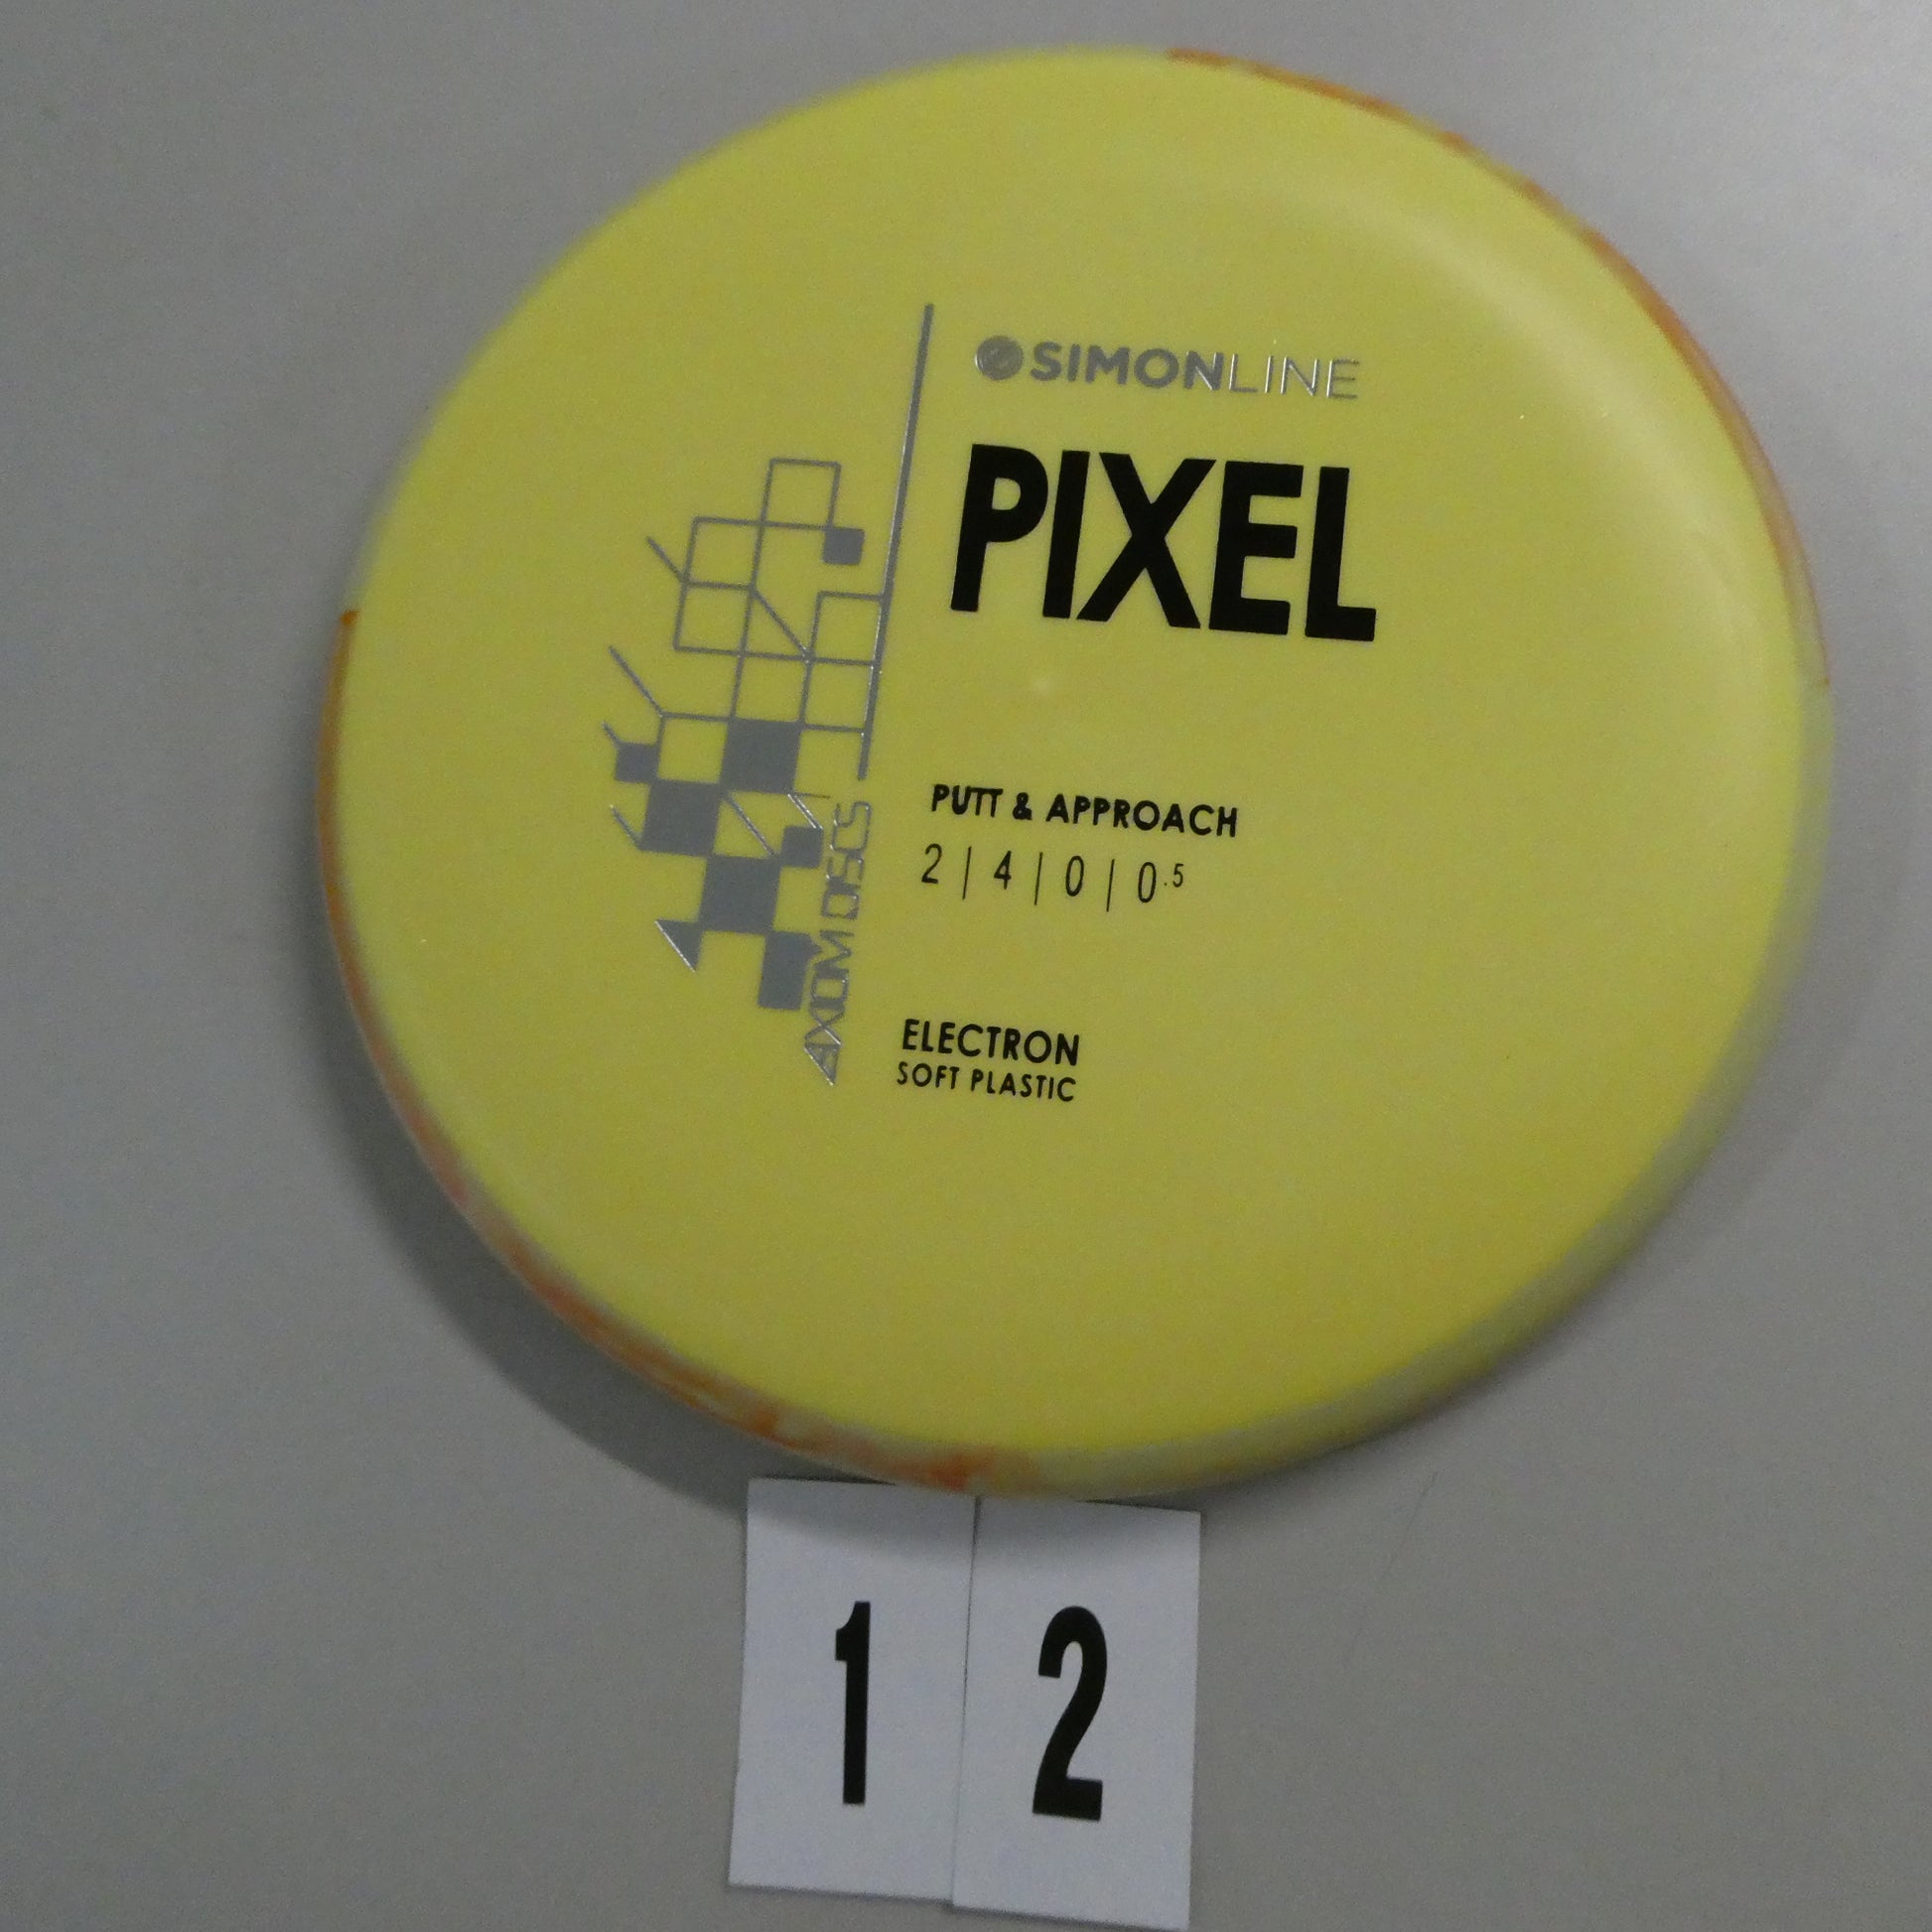 SIMONLINE
PIXEL
PUTT & APPROACH
2 | 4 | 0 | 0.5
AXIOM DISCS
ELECTRON
SOFT PLASTIC
1 2